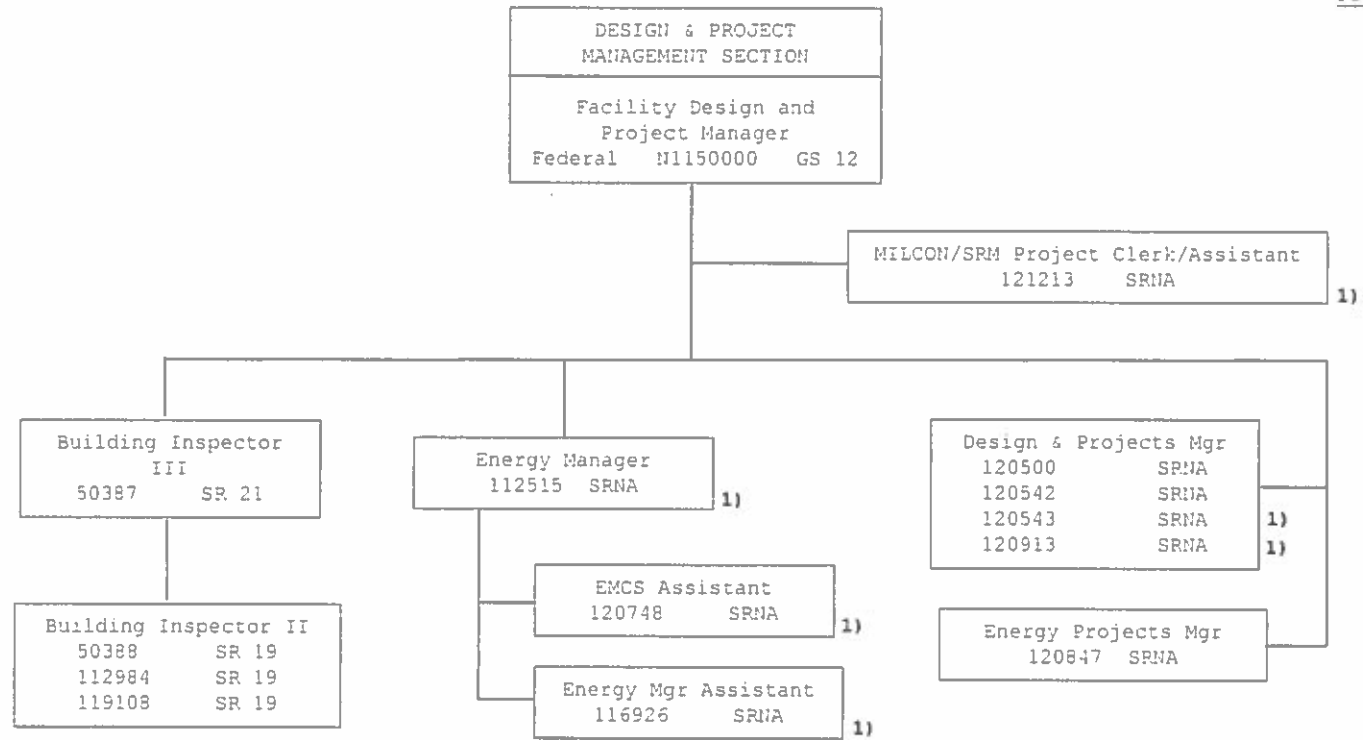 DESIGN & PROJECT
MANAGEMENT SECTION
Facility Design and
Project Manager
Federal N1150000 GS 12
MILCON/SRM Project Clerk/Assistant
121213 SRNA
1)
Building Inspector
III
50387 SR 21
Energy Manager
112515 SRNA
1)
Design & Projects Mgr
120500 SRNA
120542 SRNA
120543 SRNA 1)
120913 SRNA 1)
EMCS Assistant
120748 SRNA
1)
Building Inspector II
50388 SR 19
112984 SR 19
119108 SR 19
Energy Projects Mgr
120847 SRNA
Energy Mgr Assistant
116926 SRNA
1)